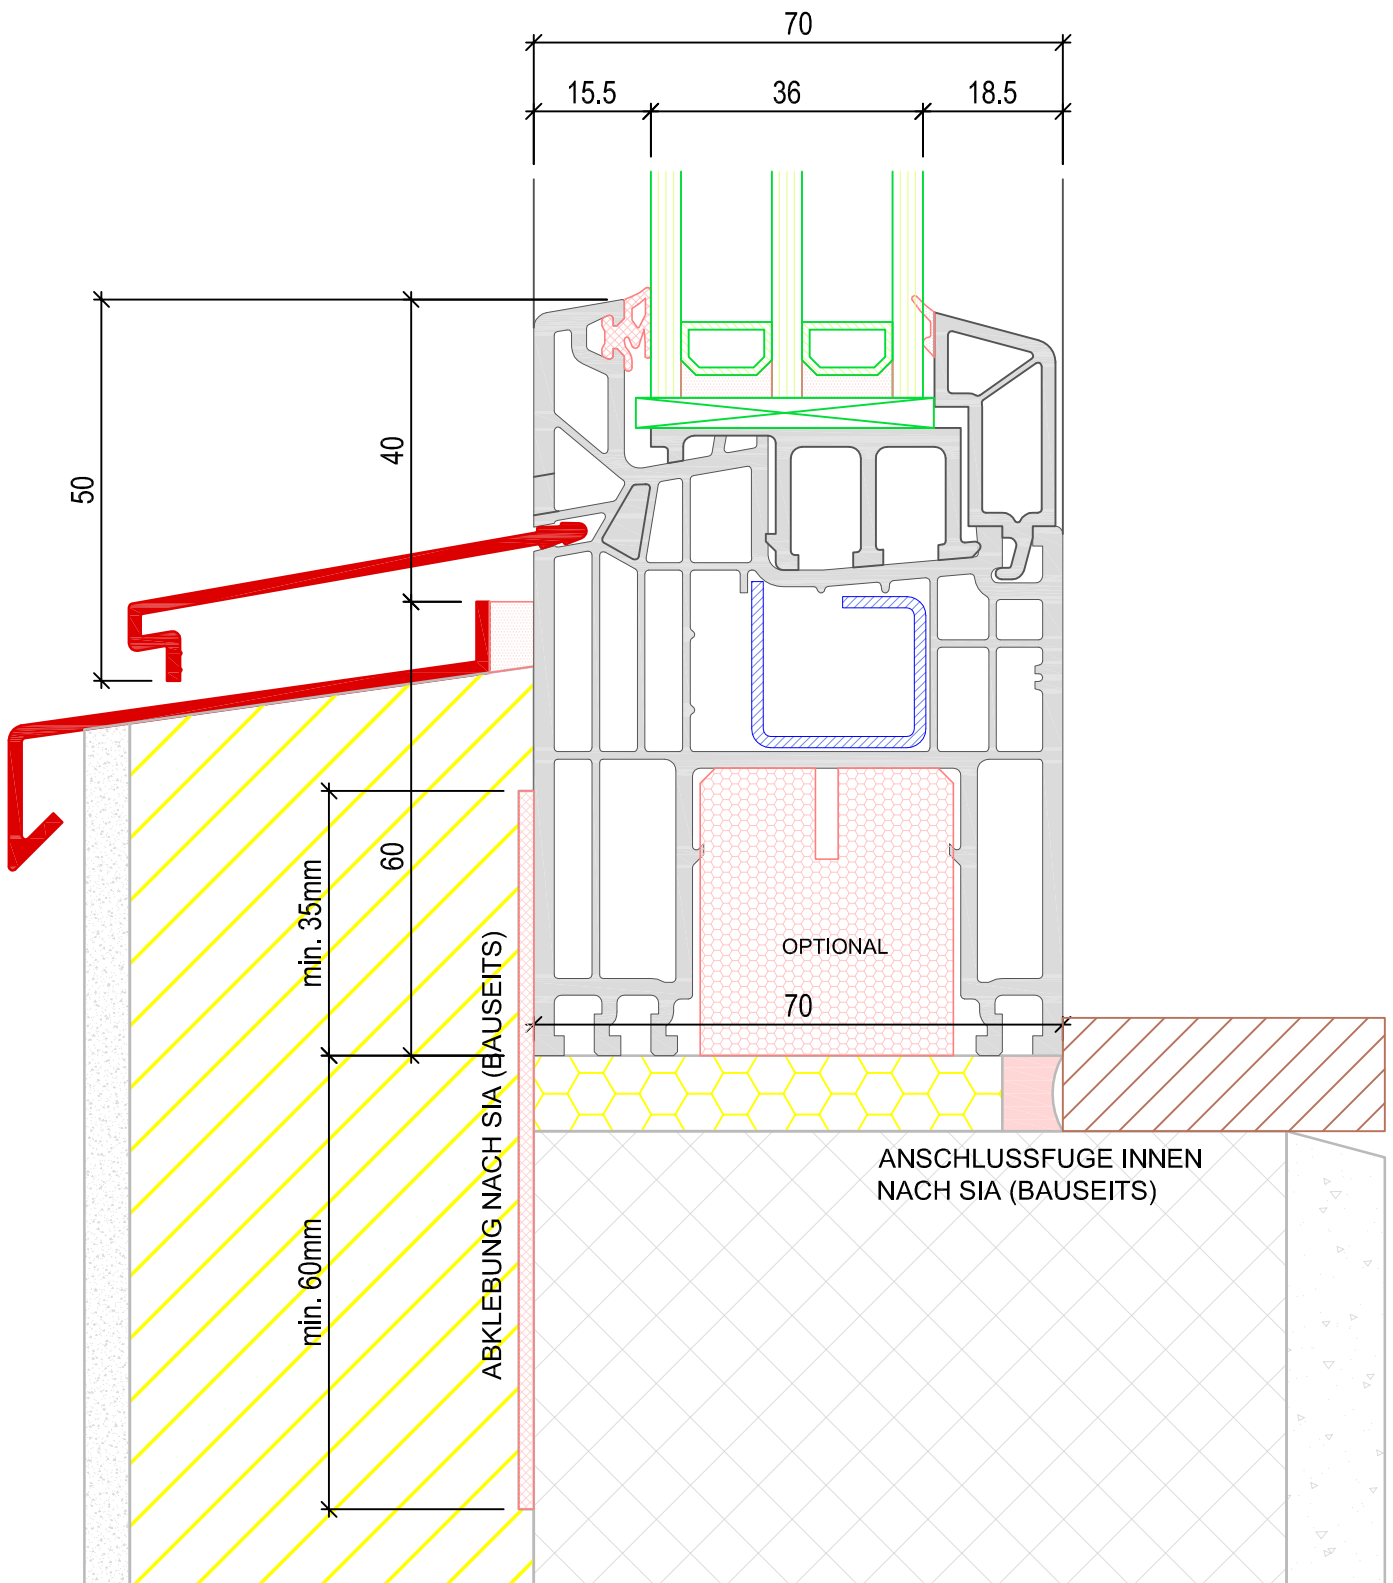 70
15.5
36
18.5
50
40
60
min. 35mm
min. 60mm
ABKLEBUNG NACH SIA (BAUSEITS)
OPTIONAL
70
ANSCHLUSSFUGE INNEN
NACH SIA (BAUSEITS)